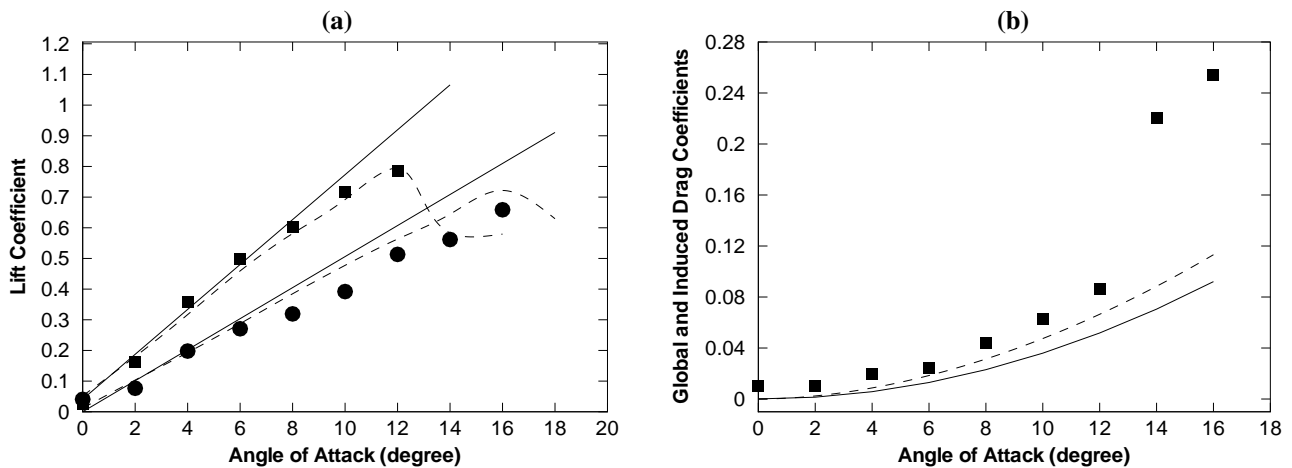 (a)
1.2
1.1
1
0.9
0.8
0.7
0.6
0.5
0.4
0.3
0.2
0.1
0
Lift Coefficient
0 2 4 6 8 10 12 14 16 18 20
Angle of Attack (degree)
(b)
0.28
0.24
0.2
0.16
0.12
0.08
0.04
0
Global and Induced Drag Coefficients
0 2 4 6 8 10 12 14 16 18
Angle of Attack (degree)